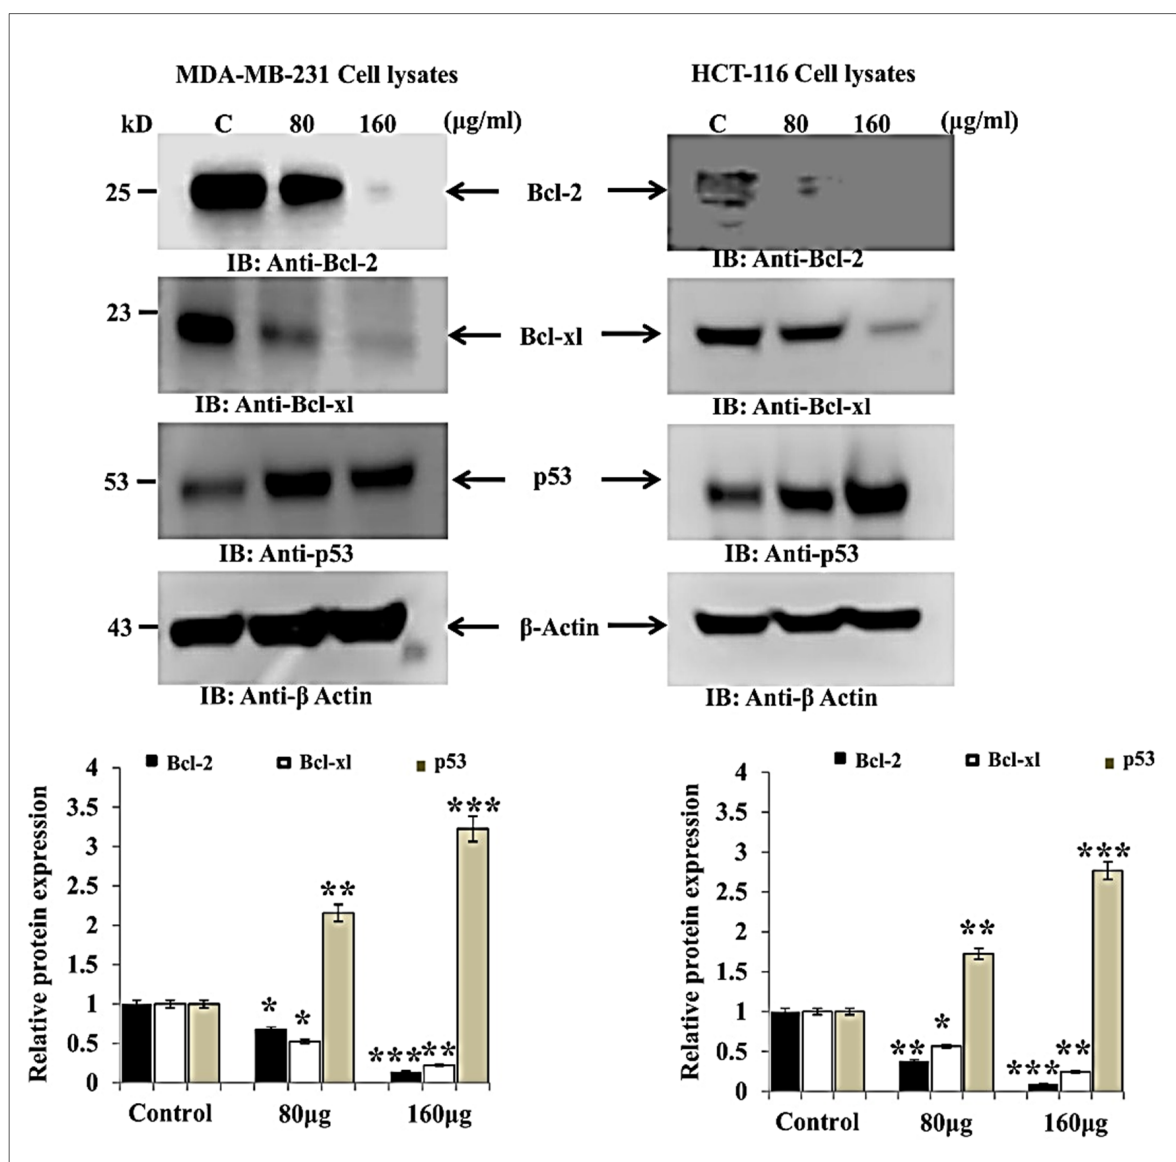 MDA-MB-231 Cell lysates
HCT-116 Cell lysates
kD C 80 160 (μg/ml)
C 80 160 (μg/ml)
25
Bcl-2
IB: Anti-Bcl-2
IB: Anti-Bcl-2
23
Bcl-xl
IB: Anti-Bcl-xl
IB: Anti-Bcl-xl
53
p53
IB: Anti-p53
IB: Anti-p53
43
β-Actin
IB: Anti-β Actin
IB: Anti-β Actin
Bcl-2 Bcl-xl p53
Relative protein expression
4
3.5
3
2.5
2
1.5
1
0.5
0
* * **
*** ** ***
Control 80μg 160μg
Bcl-2 Bcl-xl p53
Relative protein expression
4
3.5
3
2.5
2
1.5
1
0.5
0
** * **
*** ** ***
Control 80μg 160μg